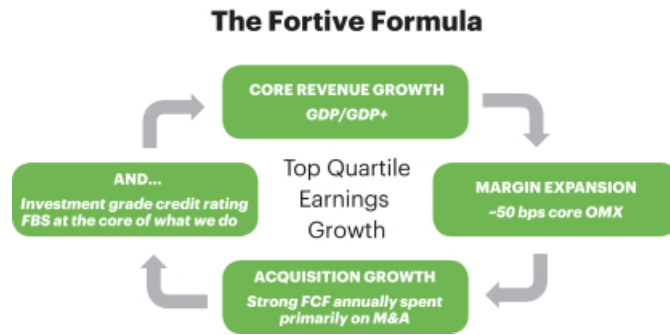 The Fortive Formula
CORE REVENUE GROWTH
GDP/GDP+
AND...
Investment grade credit rating
FBS at the core of what we do
Top Quartile
Earnings
Growth
MARGIN EXPANSION
~50 bps core OMX
ACQUISITION GROWTH
Strong FCF annually spent
primarily on M&A